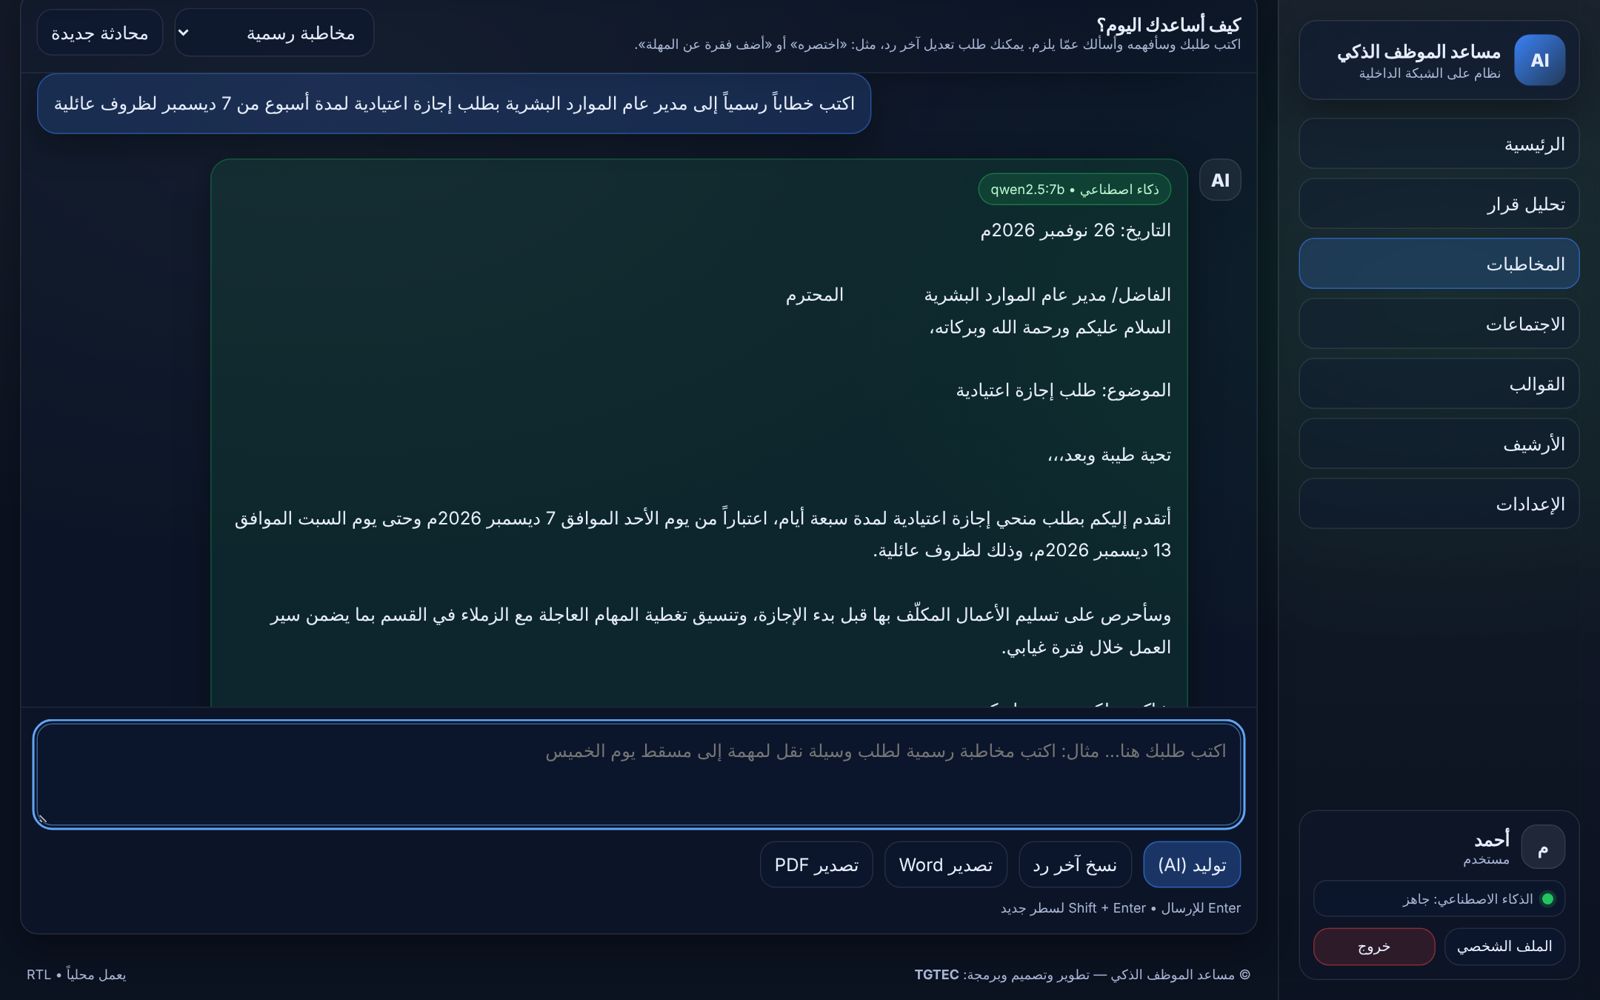 AI
مساعد الموظف الذكي
نظام على الشبكة الداخلية
الرئيسية
تحليل قرار
المخاطبات
الاجتماعات
القوالب
الأرشيف
الإعدادات
م
أحمد
مستخدم
الذكاء الاصطناعي: جاهز
الملف الشخصي
خروج
كيف أساعدك اليوم؟
اكتب طلبك وسأفهمه وأسألك عمّا يلزم. يمكنك طلب تعديل آخر رد، مثل: «اختصره» أو «أضف فقرة عن المهلة».
مخاطبة رسمية
محادثة جديدة
اكتب خطاباً رسمياً إلى مدير عام الموارد البشرية بطلب إجازة اعتيادية لمدة أسبوع من 7 ديسمبر لظروف عائلية
AI
ذكاء اصطناعي • qwen2.5:7b
التاريخ: 26 نوفمبر 2026م
الفاضل/ مدير عام الموارد البشرية المحترم
السلام عليكم ورحمة الله وبركاته،
الموضوع: طلب إجازة اعتيادية
تحية طيبة وبعد،،،
أتقدم إليكم بطلب منحي إجازة اعتيادية لمدة سبعة أيام، اعتباراً من يوم الأحد الموافق 7 ديسمبر 2026م وحتى يوم السبت الموافق
13 ديسمبر 2026م، وذلك لظروف عائلية.
وسأحرص على تسليم الأعمال المكلّف بها قبل بدء الإجازة، وتنسيق تغطية المهام العاجلة مع الزملاء في القسم بما يضمن سير
العمل خلال فترة غيابي.
اكتب طلبك هنا... مثال: اكتب مخاطبة رسمية لطلب وسيلة نقل لمهمة إلى مسقط يوم الخميس
توليد (AI)
نسخ آخر رد
تصدير Word
تصدير PDF
Enter للإرسال • Shift + Enter لسطر جديد
© مساعد الموظف الذكي — تطوير وتصميم وبرمجة: TGTEC
يعمل محلياً • RTL